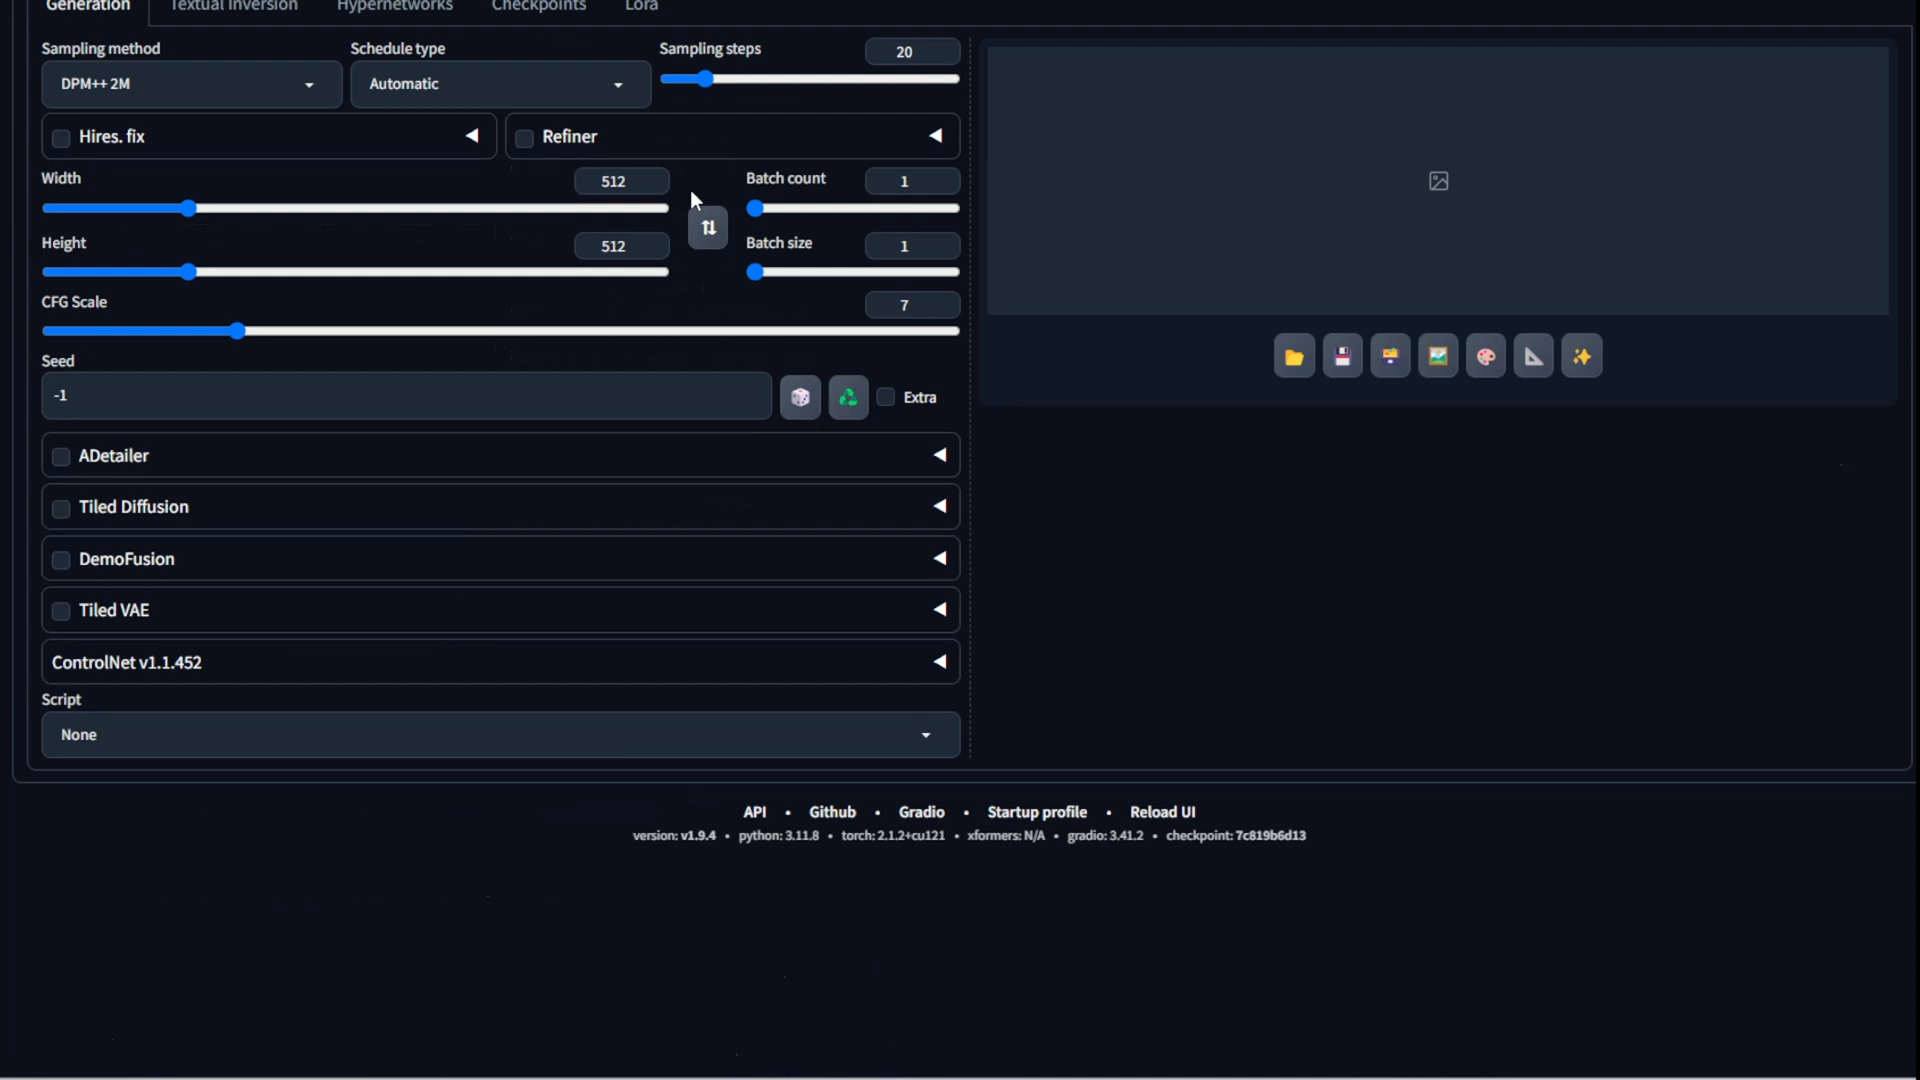 Generation Textual Inversion Hypernetworks Checkpoints Lora
Sampling method Schedule type Sampling steps 20
DPM++ 2M Automatic
Hires. fix Refiner
Width 512 Batch count 1
Height 512 Batch size 1
CFG Scale 7
Seed
-1 Extra
ADetailer
Tiled Diffusion
DemoFusion
Tiled VAE
ControlNet v1.1.452
Script
None
API • Github • Gradio • Startup profile • Reload UI
version: v1.9.4 • python: 3.11.8 • torch: 2.1.2+cu121 • xformers: N/A • gradio: 3.41.2 • checkpoint: 7c819b6d13